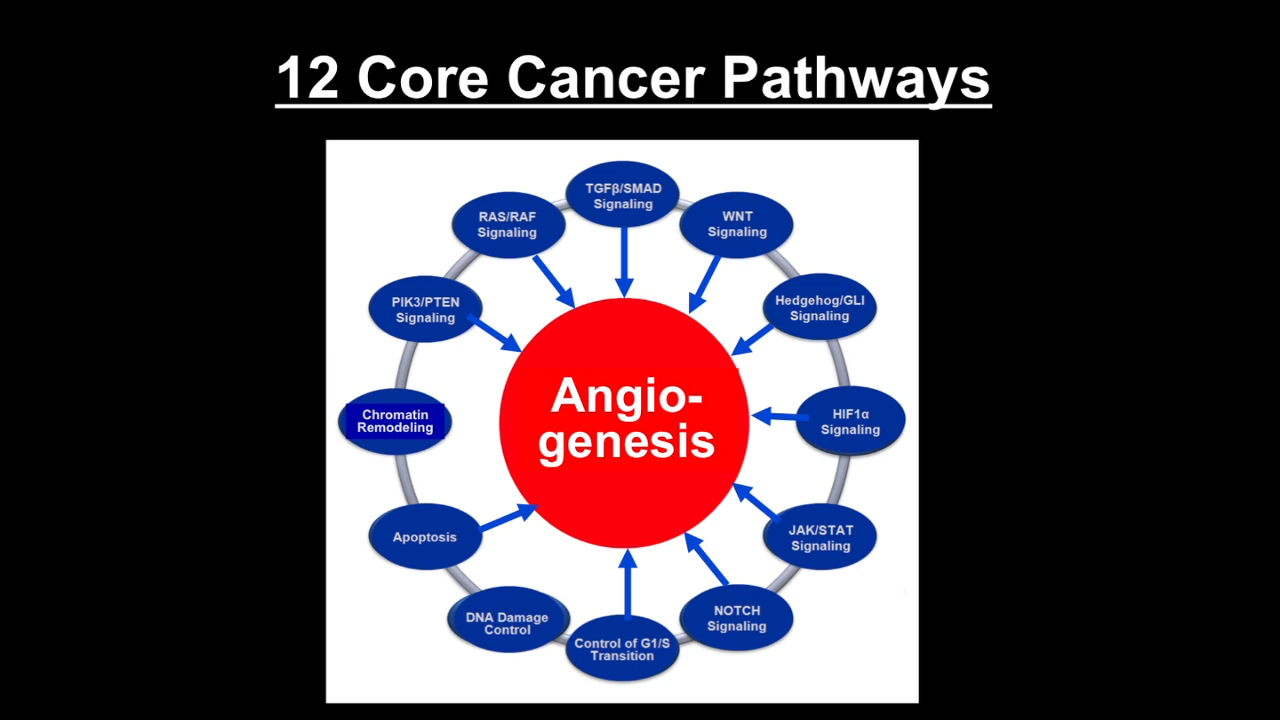 12 Core Cancer Pathways
TGFβ/SMAD
Signaling
RAS/RAF
Signaling
WNT
Signaling
PIK3/PTEN
Signaling
Hedgehog/GLI
Signaling
Angio-
genesis
Chromatin
Remodeling
HIF1α
Signaling
Apoptosis
JAK/STAT
Signaling
DNA Damage
Control
NOTCH
Signaling
Control of G1/S
Transition